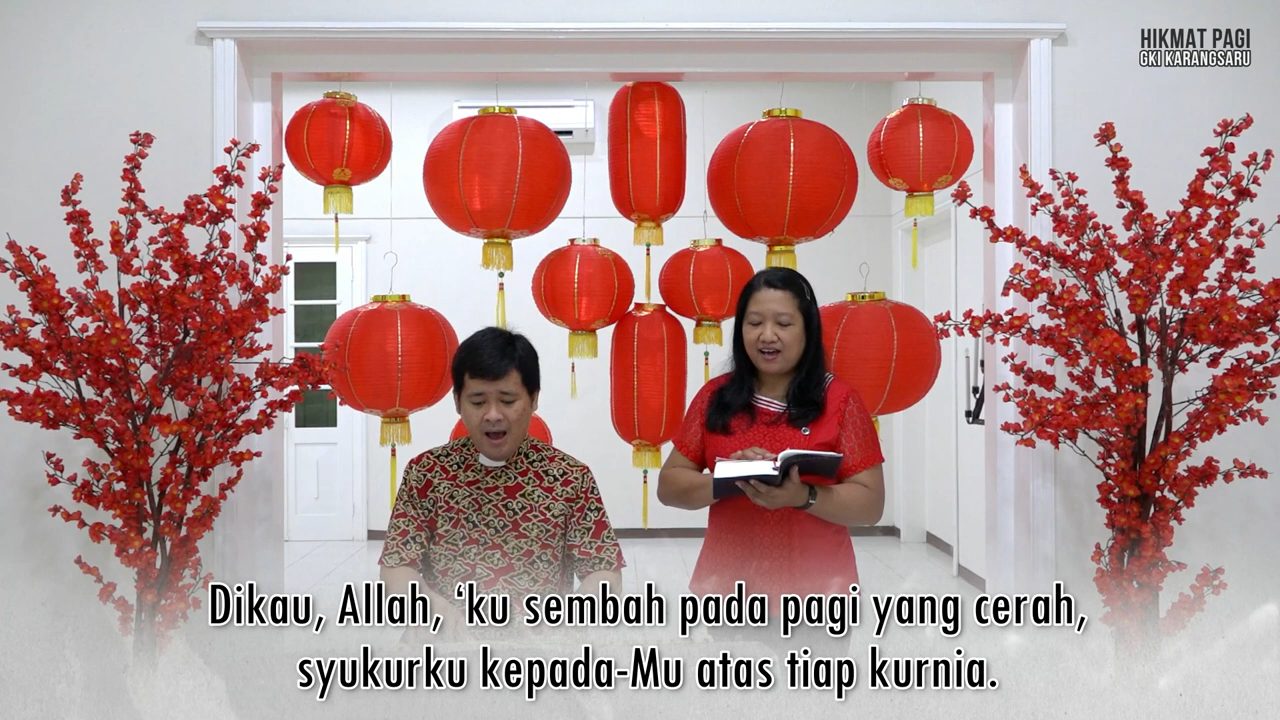 HIKMAT PAGI
GKI KARANGSARU
Dikau, Allah, ‘ku sembah pada pagi yang cerah,
syukurku kepada-Mu atas tiap kurnia.